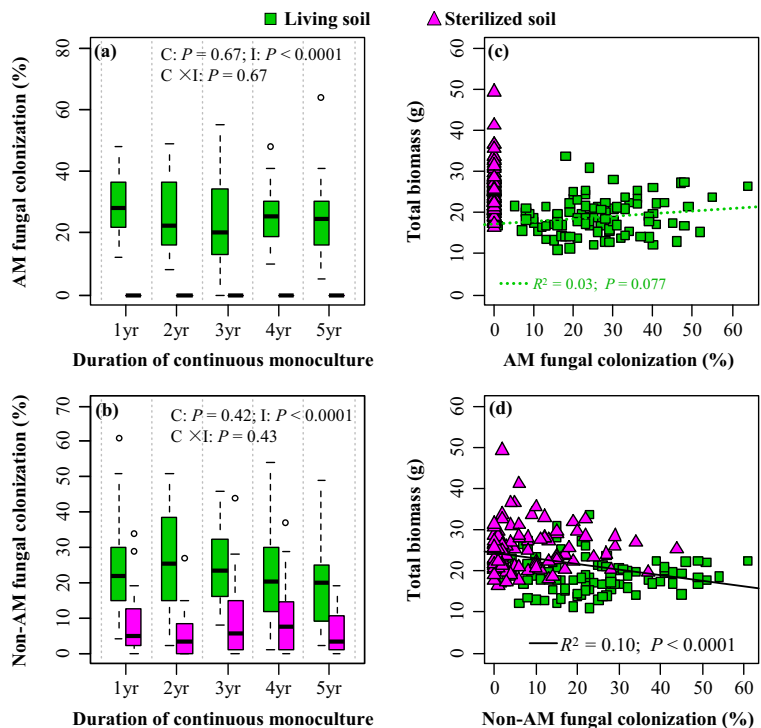 Living soil
Sterilized soil
(a)
C: P = 0.67; I: P < 0.0001
C ×I: P = 0.67
AM fungal colonization (%)
80
60
40
20
0
1yr 2yr 3yr 4yr 5yr
Duration of continuous monoculture
(c)
Total biomass (g)
60
50
40
30
20
10
0
R² = 0.03; P = 0.077
0 10 20 30 40 50 60
AM fungal colonization (%)
(b)
C: P = 0.42; I: P < 0.0001
C ×I: P = 0.43
Non-AM fungal colonization (%)
70
60
50
40
30
20
10
0
1yr 2yr 3yr 4yr 5yr
Duration of continuous monoculture
(d)
Total biomass (g)
60
50
40
30
20
10
0
R² = 0.10; P < 0.0001
0 10 20 30 40 50 60
Non-AM fungal colonization (%)